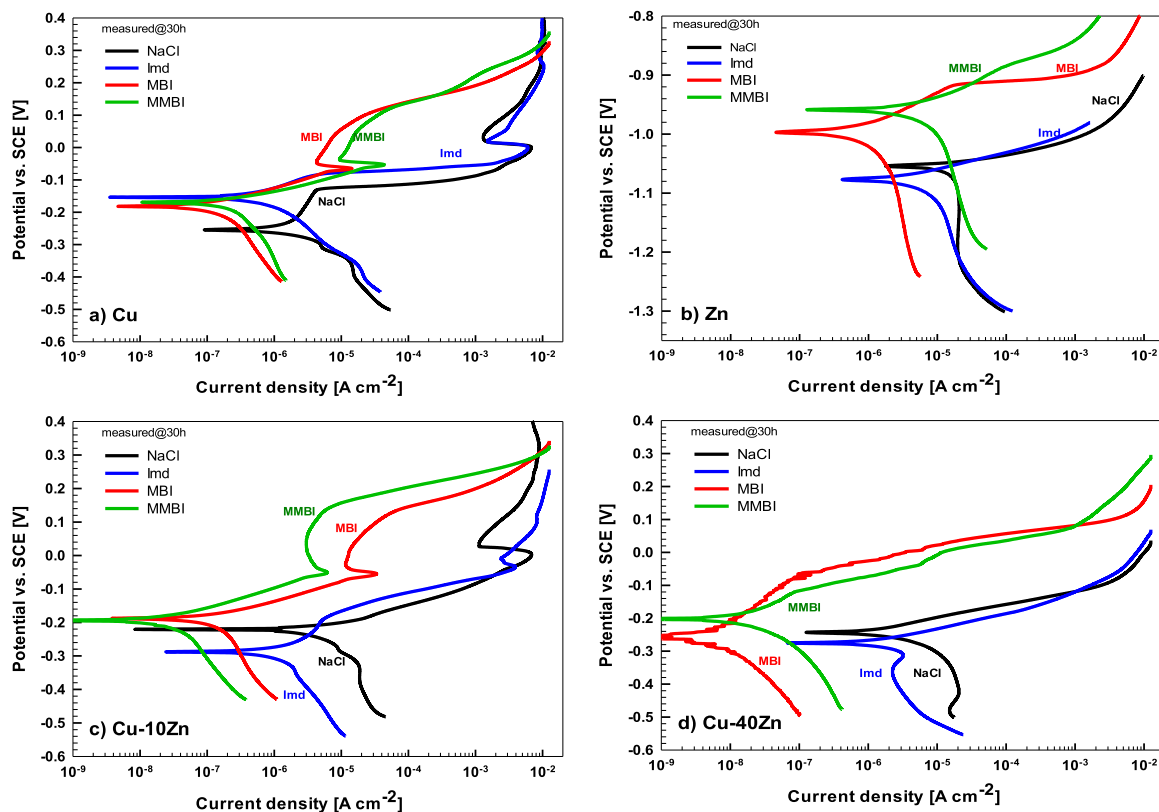 measured@30h
NaCl
Imd
MBI
MMBI
MBI
MMBI
Imd
NaCl
a) Cu
Potential vs. SCE [V]
0.4
0.3
0.2
0.1
0.0
-0.1
-0.2
-0.3
-0.4
-0.5
-0.6
10-9
10-8
10-7
10-6
10-5
10-4
10-3
10-2
Current density [A cm-2]
measured@30h
NaCl
Imd
MBI
MMBI
MMBI
MBI
NaCl
Imd
b) Zn
Potential vs. SCE [V]
-0.8
-0.9
-1.0
-1.1
-1.2
-1.3
10-9
10-8
10-7
10-6
10-5
10-4
10-3
10-2
Current density [A cm-2]
measured@30h
NaCl
Imd
MBI
MMBI
MMBI
MBI
NaCl
Imd
c) Cu-10Zn
Potential vs. SCE [V]
0.4
0.3
0.2
0.1
0.0
-0.1
-0.2
-0.3
-0.4
-0.5
-0.6
10-9
10-8
10-7
10-6
10-5
10-4
10-3
10-2
Current density [A cm-2]
measured@30h
NaCl
Imd
MBI
MMBI
MMBI
MBI
Imd
NaCl
d) Cu-40Zn
Potential vs. SCE [V]
0.4
0.3
0.2
0.1
0.0
-0.1
-0.2
-0.3
-0.4
-0.5
-0.6
10-9
10-8
10-7
10-6
10-5
10-4
10-3
10-2
Current density [A cm-2]